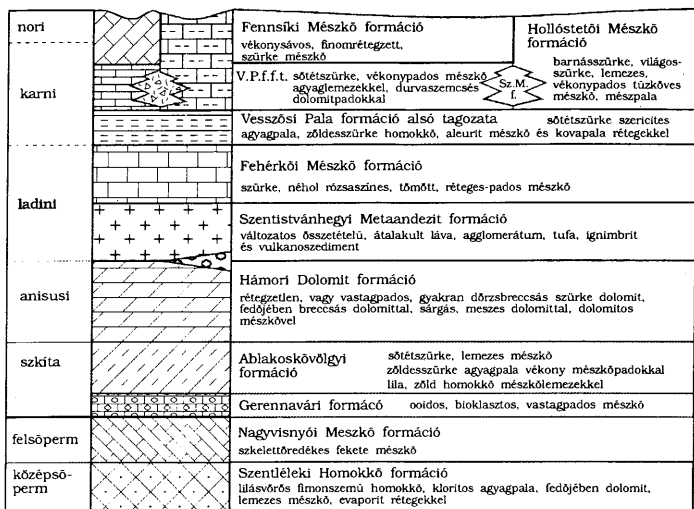 nori
Fennsíki Mészkő formáció
vékonysávos, finomrétegzett,
szürke mészkő
Hollóstetői Mészkő
formáció
barnásszürke, világos-
szürke, lemezes,
vékonypados tűzköves
mészkő, mészpala
karni
V.P.f.f.t. sötétszürke, vékonypados mészkő
agyaglemezekkel, durvaszemcsés
dolomitpadokkal
Sz.M.
f.
Vesszősi Pala formáció alsó tagozata sötétszürke szericites
agyagpala, zöldesszürke homokkő, aleurit mészkő és kovapala rétegekkel
ladini
Fehérkői Mészkő formáció
szürke, néhol rózsaszínes, tömött, réteges-pados mészkő
Szentistvánhegyi Metaandezit formáció
változatos összetételű, átalakult láva, agglomerátum, tufa, ignimbrit
és vulkanoszediment
anisusi
Hámori Dolomit formáció
rétegzetlen, vagy vastagpados, gyakran dörzsbreccsás szürke dolomit,
fedőjében breccsás dolomittal, sárgás, meszes dolomittal, dolomitos
mészkővel
szkíta
Ablakoskövölgyi
formáció
sötétszürke, lemezes mészkő
zöldesszürke agyagpala vékony mészkőpadokkal
lila, zöld homokkő mészkőlemezekkel
Gerennavári formácó ooidos, bioklasztos, vastagpados mészkő
felsőperm
Nagyvisnyói Meszkő formáció
szkelettöredékes fekete mészkő
középső-
perm
Szentléleki Homokkő formáció
lilásvörös fimonszemű homokkő, kloritos agyagpala, fedőjében dolomit,
lemezes mészkő, evaporit rétegekkel